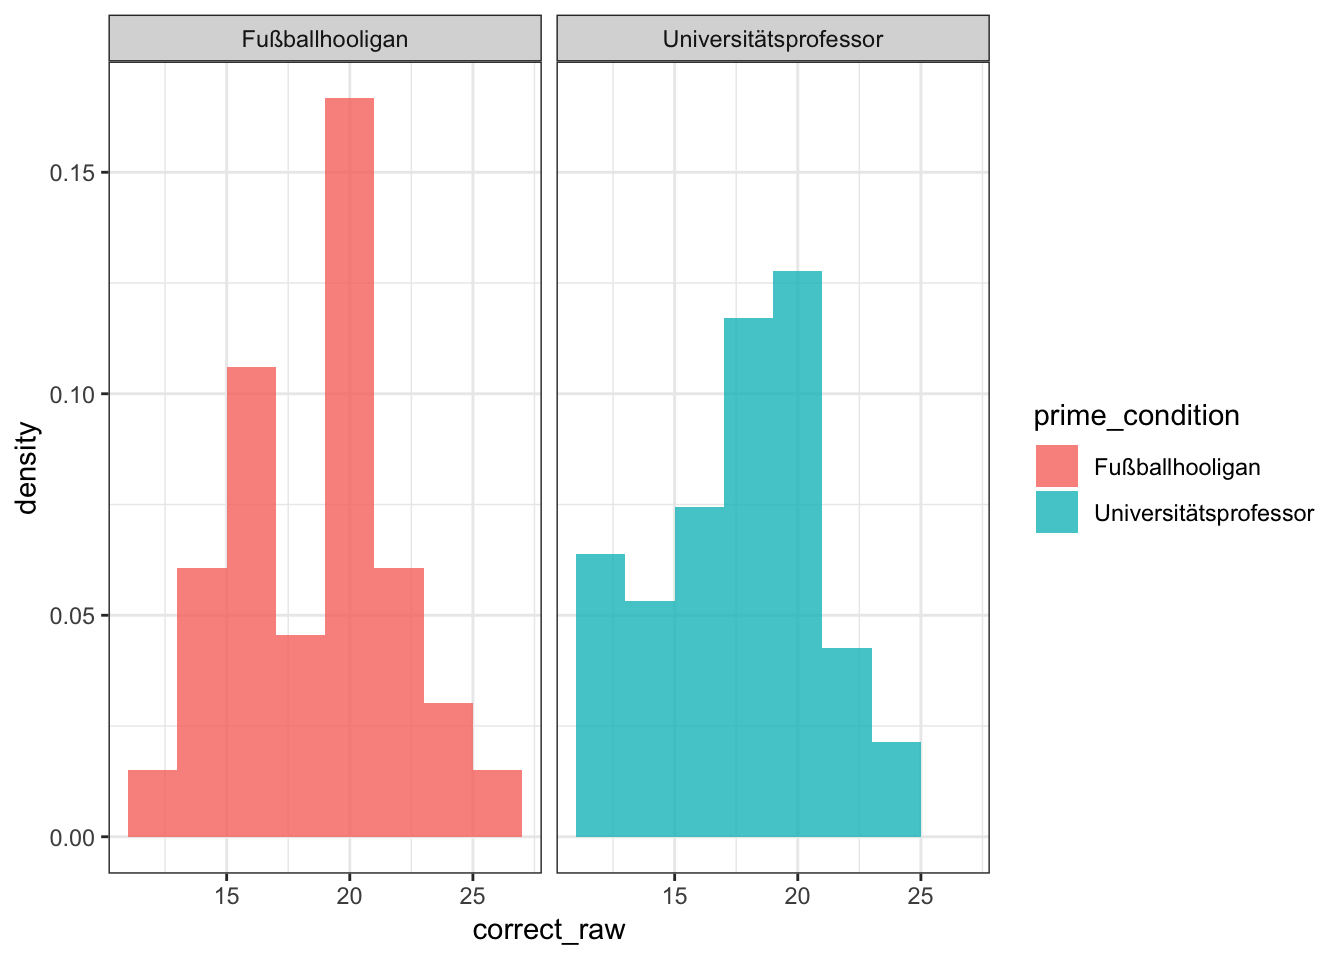 Fußballhooligan
Universitätsprofessor
0.15
0.10
0.05
0.00
density
15 20 25
15 20 25
correct_raw
prime_condition
Fußballhooligan
Universitätsprofessor